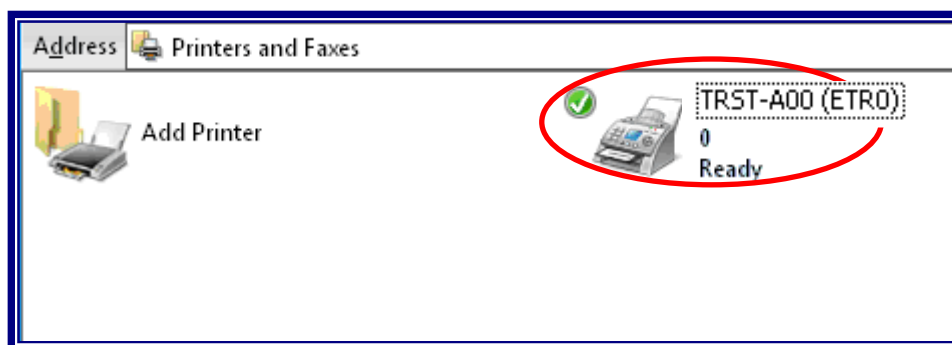 Address Printers and Faxes
Add Printer
TRST-A00 (ETR0)
0
Ready